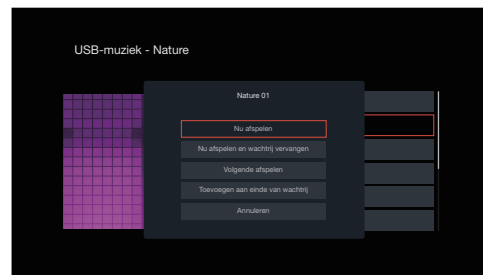 USB-muziek - Nature
Nature 01
Nu afspelen
Nu afspelen en wachtrij vervangen
Volgende afspelen
Toevoegen aan einde van wachtrij
Annuleren